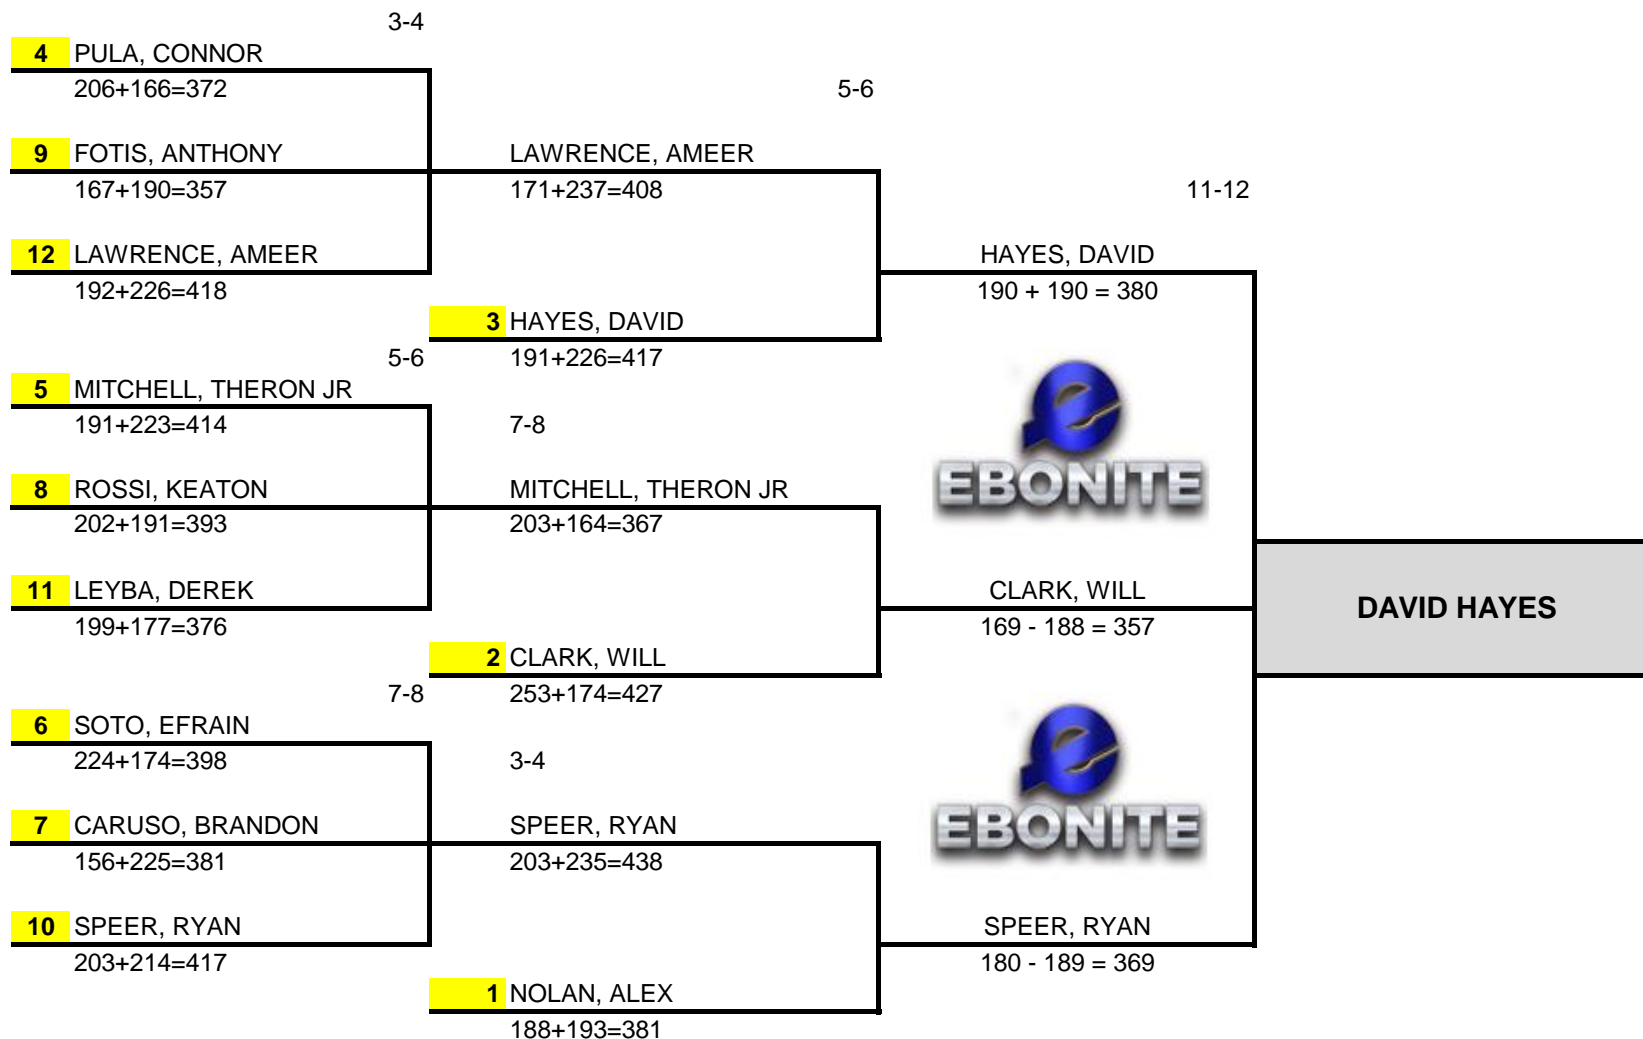 3-4
4 PULA, CONNOR
206+166=372
5-6
9 FOTIS, ANTHONY
LAWRENCE, AMEER
167+190=357
171+237=408
11-12
12 LAWRENCE, AMEER
HAYES, DAVID
192+226=418
190 + 190 = 380
3 HAYES, DAVID
5-6
191+226=417
5 MITCHELL, THERON JR
191+223=414
7-8
8 ROSSI, KEATON
MITCHELL, THERON JR
e
EBONITE
202+191=393
203+164=367
11 LEYBA, DEREK
CLARK, WILL
DAVID HAYES
199+177=376
169 - 188 = 357
2 CLARK, WILL
7-8
253+174=427
6 SOTO, EFRAIN
224+174=398
3-4
7 CARUSO, BRANDON
SPEER, RYAN
e
EBONITE
156+225=381
203+235=438
10 SPEER, RYAN
SPEER, RYAN
203+214=417
180 - 189 = 369
1 NOLAN, ALEX
188+193=381